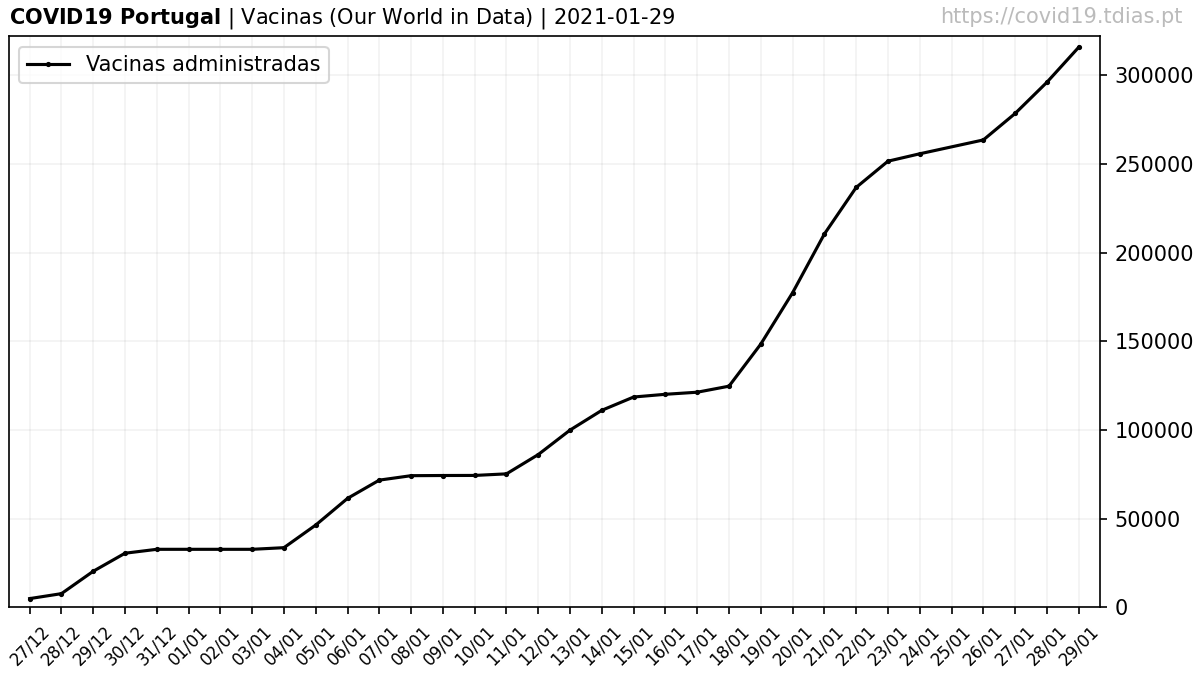 COVID19 Portugal | Vacinas (Our World in Data) | 2021-01-29
https://covid19.tdias.pt
Vacinas administradas
300000
250000
200000
150000
100000
50000
0
27/12 28/12 29/12 30/12 31/12 01/01 02/01 03/01 04/01 05/01 06/01 07/01 08/01 09/01 10/01 11/01 12/01 13/01 14/01 15/01 16/01 17/01 18/01 19/01 20/01 21/01 22/01 23/01 24/01 25/01 26/01 27/01 28/01 29/01